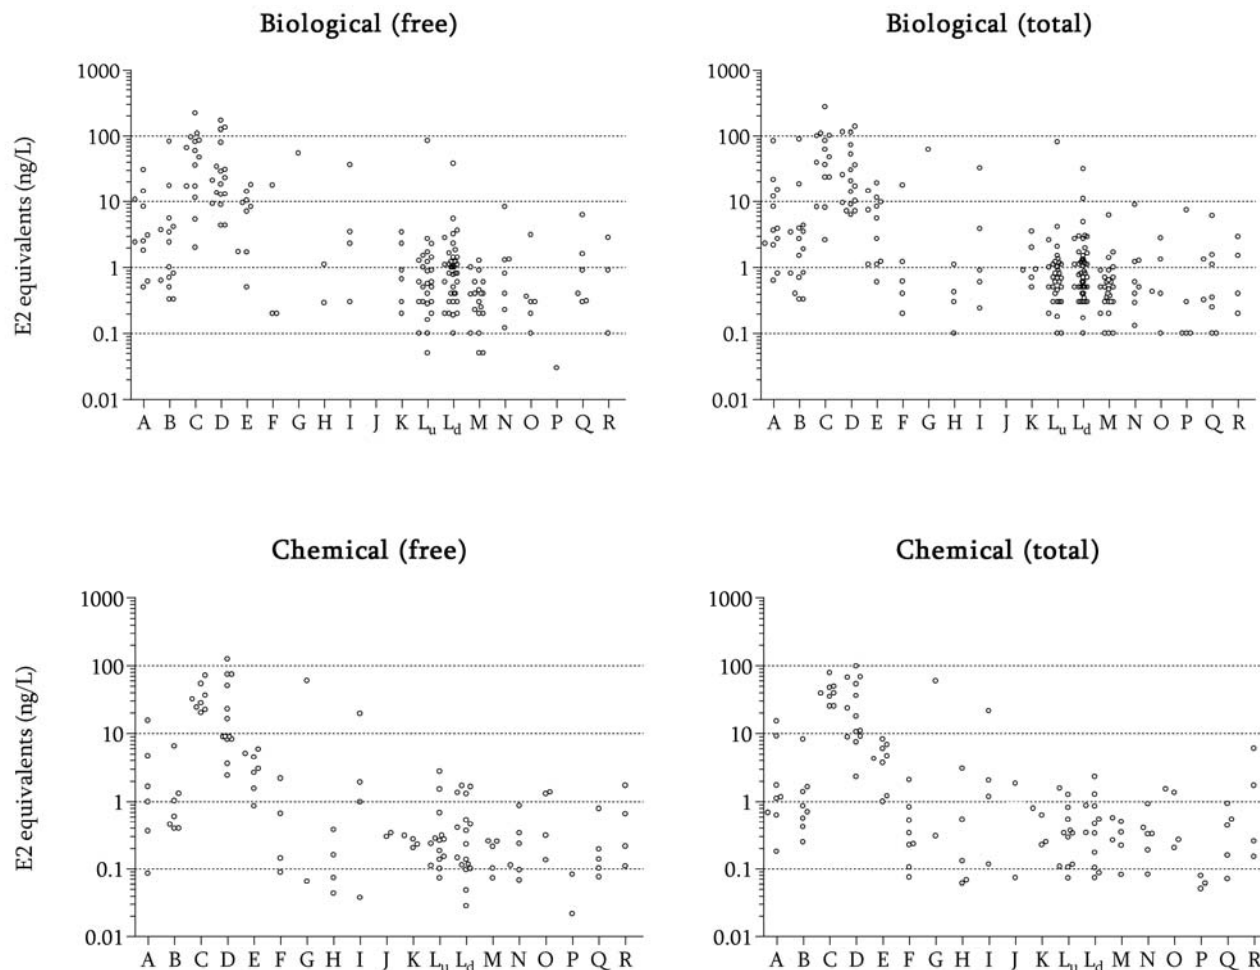 Biological (free)
E2 equivalents (ng/L)
1000
100
10
1
0.1
0.01
A B C D E F G H I J K Lu Ld M N O P Q R
Biological (total)
1000
100
10
1
0.1
0.01
A B C D E F G H I J K Lu Ld M N O P Q R
Chemical (free)
E2 equivalents (ng/L)
1000
100
10
1
0.1
0.01
A B C D E F G H I J K Lu Ld M N O P Q R
Chemical (total)
1000
100
10
1
0.1
0.01
A B C D E F G H I J K Lu Ld M N O P Q R